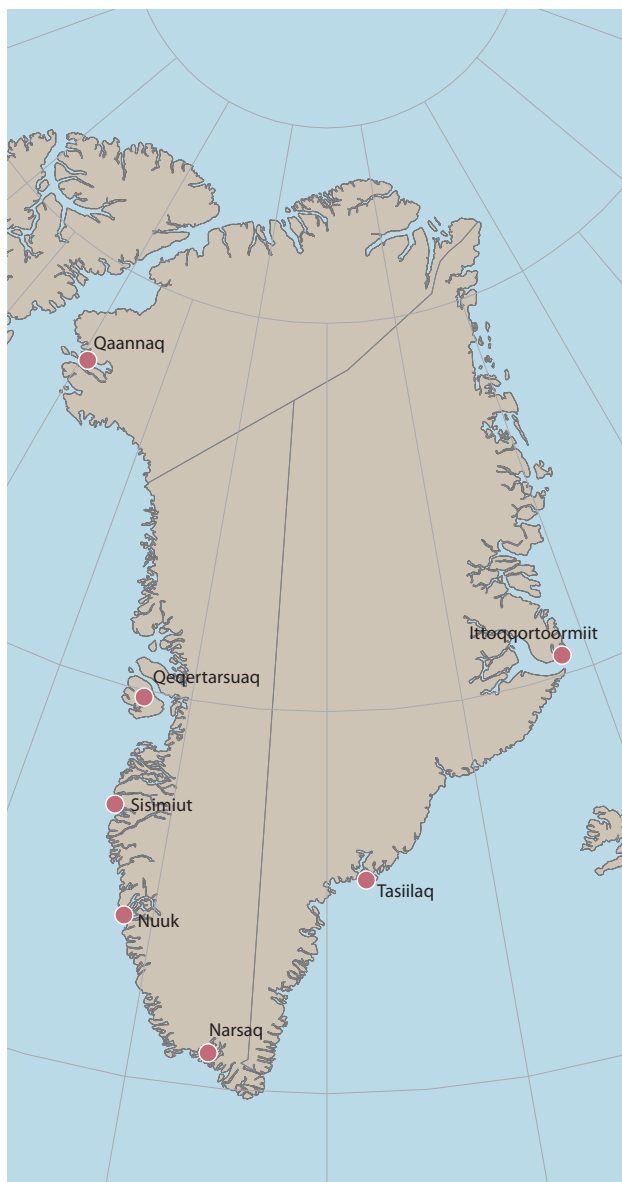 Qaannaq
Ittoqqortoormiit
Qeqertarsuaq
Sisimiut
Tasiilaq
Nuuk
Narsaq